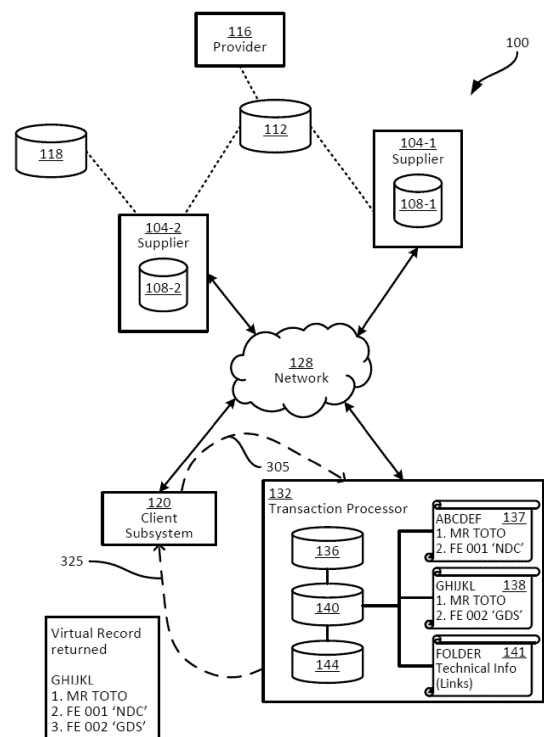 116
Provider
100
112
118
104-1
Supplier
108-1
104-2
Supplier
108-2
128
Network
305
120
Client
Subsystem
132
Transaction Processor
136
140
144
ABCDEF 137
1. MR TOTO
2. FE 001 ‘NDC’
GHIJKL 138
1. MR TOTO
2. FE 002 ‘GDS’
FOLDER 141
Technical Info
(Links)
325
Virtual Record
returned
GHIJKL
1. MR TOTO
2. FE 001 ‘NDC’
3. FE 002 ‘GDS’